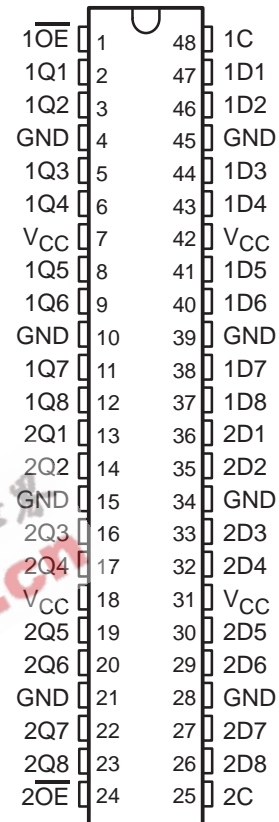 1O̅E̅ 1 48 1C
1Q1 2 47 1D1
1Q2 3 46 1D2
GND 4 45 GND
1Q3 5 44 1D3
1Q4 6 43 1D4
VCC 7 42 VCC
1Q5 8 41 1D5
1Q6 9 40 1D6
GND 10 39 GND
1Q7 11 38 1D7
1Q8 12 37 1D8
2Q1 13 36 2D1
2Q2 14 35 2D2
GND 15 34 GND
2Q3 16 33 2D3
2Q4 17 32 2D4
VCC 18 31 VCC
2Q5 19 30 2D5
2Q6 20 29 2D6
GND 21 28 GND
2Q7 22 27 2D7
2Q8 23 26 2D8
2O̅E̅ 24 25 2C
.cn